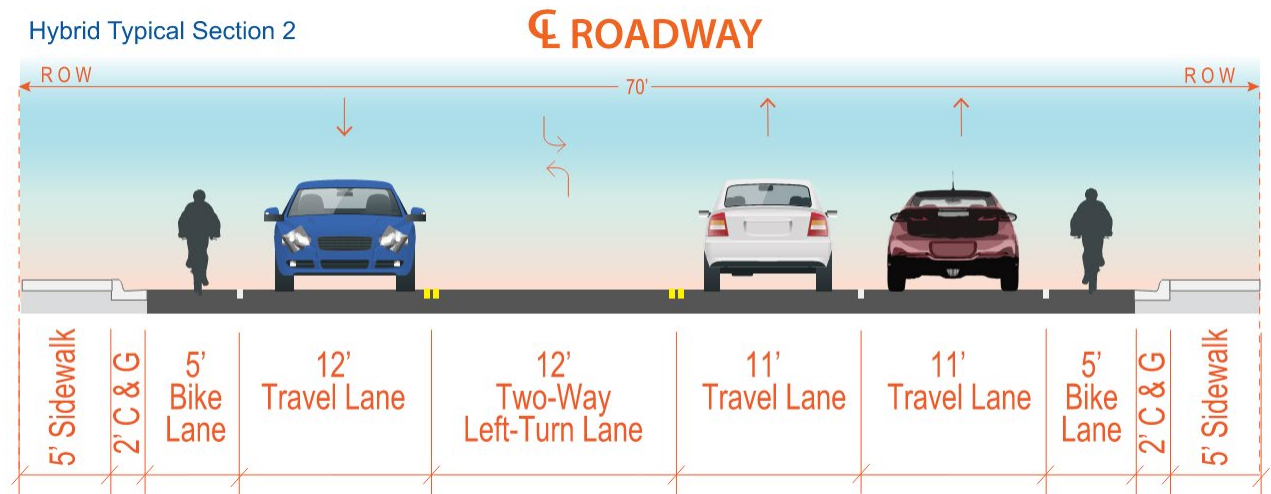 Hybrid Typical Section 2
℄ ROADWAY
ROW
70'
ROW
5' Sidewalk
2' C & G
5'
Bike
Lane
12'
Travel Lane
12'
Two-Way
Left-Turn Lane
11'
Travel Lane
11'
Travel Lane
5'
Bike
Lane
2' C & G
5' Sidewalk